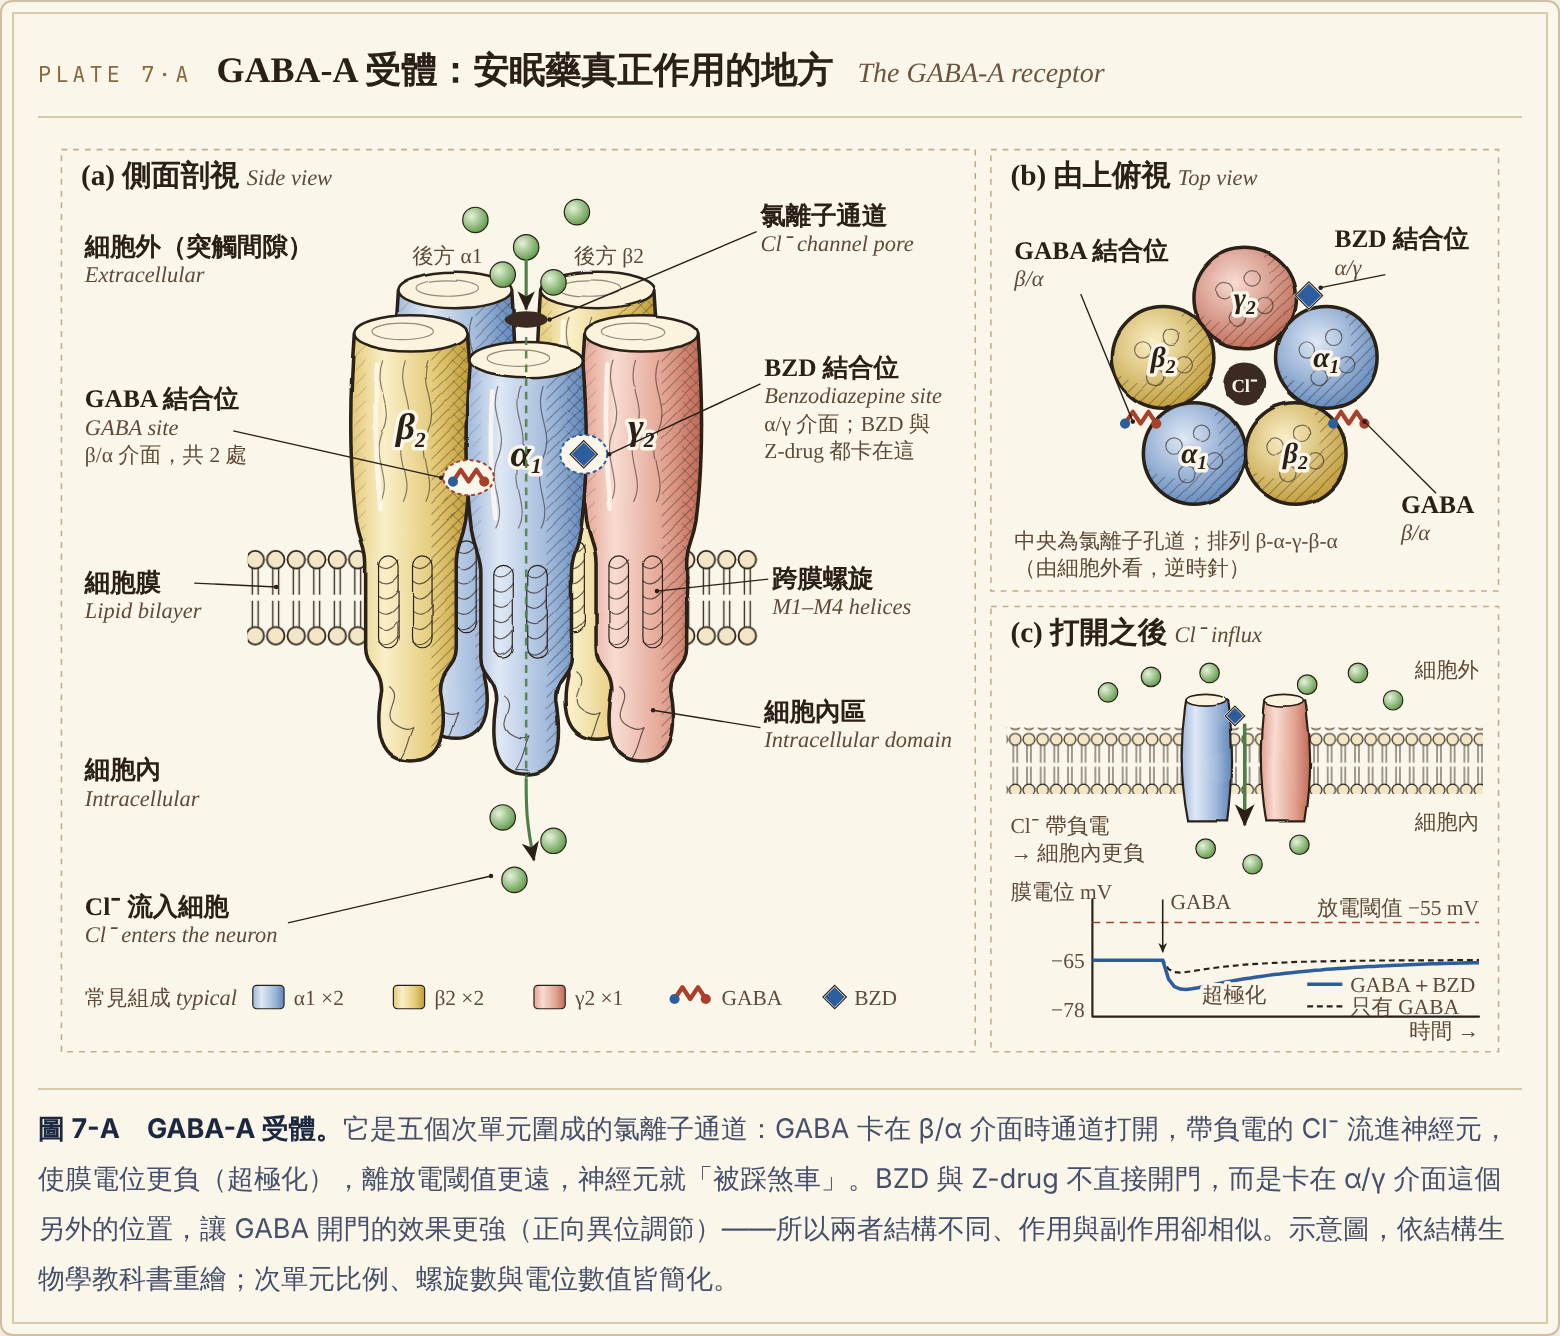 PLATE 7·A GABA-A 受體：安眠藥真正作用的地方 The GABA-A receptor
(a) 側面剖視 Side view
細胞外（突觸間隙）
Extracellular
後方 α1
後方 β2
氯離子通道
Cl⁻ channel pore
GABA 結合位
GABA site
β/α 介面，共 2 處
BZD 結合位
Benzodiazepine site
α/γ 介面；BZD 與
Z-drug 都卡在這
β2
α1
γ2
細胞膜
Lipid bilayer
跨膜螺旋
M1–M4 helices
細胞內區
Intracellular domain
細胞內
Intracellular
Cl⁻ 流入細胞
Cl⁻ enters the neuron
常見組成 typical α1 ×2 β2 ×2 γ2 ×1 GABA BZD
(b) 由上俯視 Top view
GABA 結合位
β/α
BZD 結合位
α/γ
γ2
β2
α1
Cl⁻
α1
β2
GABA
β/α
中央為氯離子孔道；排列 β-α-γ-β-α
（由細胞外看，逆時針）
(c) 打開之後 Cl⁻ influx
細胞外
Cl⁻ 帶負電
→ 細胞內更負
細胞內
膜電位 mV
GABA
放電閾值 −55 mV
−65
超極化
GABA＋BZD
只有 GABA
−78
時間 →
圖 7-A　GABA-A 受體。它是五個次單元圍成的氯離子通道：GABA 卡在 β/α 介面時通道打開，帶負電的 Cl⁻ 流進神經元，
使膜電位更負（超極化），離放電閾值更遠，神經元就「被踩煞車」。BZD 與 Z-drug 不直接開門，而是卡在 α/γ 介面這個
另外的位置，讓 GABA 開門的效果更強（正向異位調節）——所以兩者結構不同、作用與副作用卻相似。示意圖，依結構生
物學教科書重繪；次單元比例、螺旋數與電位數值皆簡化。